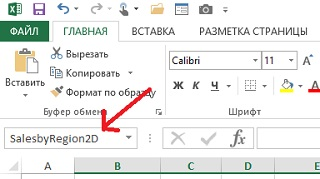 ФАЙЛ ГЛАВНАЯ ВСТАВКА РАЗМЕТКА СТРАНИЦЫ
Вставить
Вырезать
Копировать
Формат по образцу
Буфер обмена
Calibri 11
Ж К Ч
Шрифт
SalesbyRegion2D fx
A B C D E